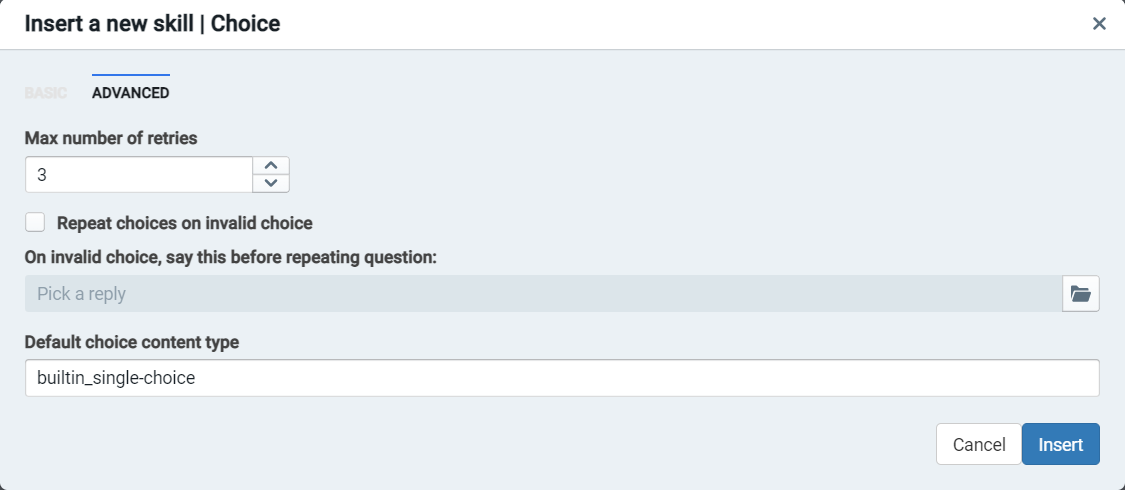 Insert a new skill | Choice
BASIC ADVANCED
Max number of retries
3
Repeat choices on invalid choice
On invalid choice, say this before repeating question:
Pick a reply
Default choice content type
builtin_single-choice
Cancel Insert